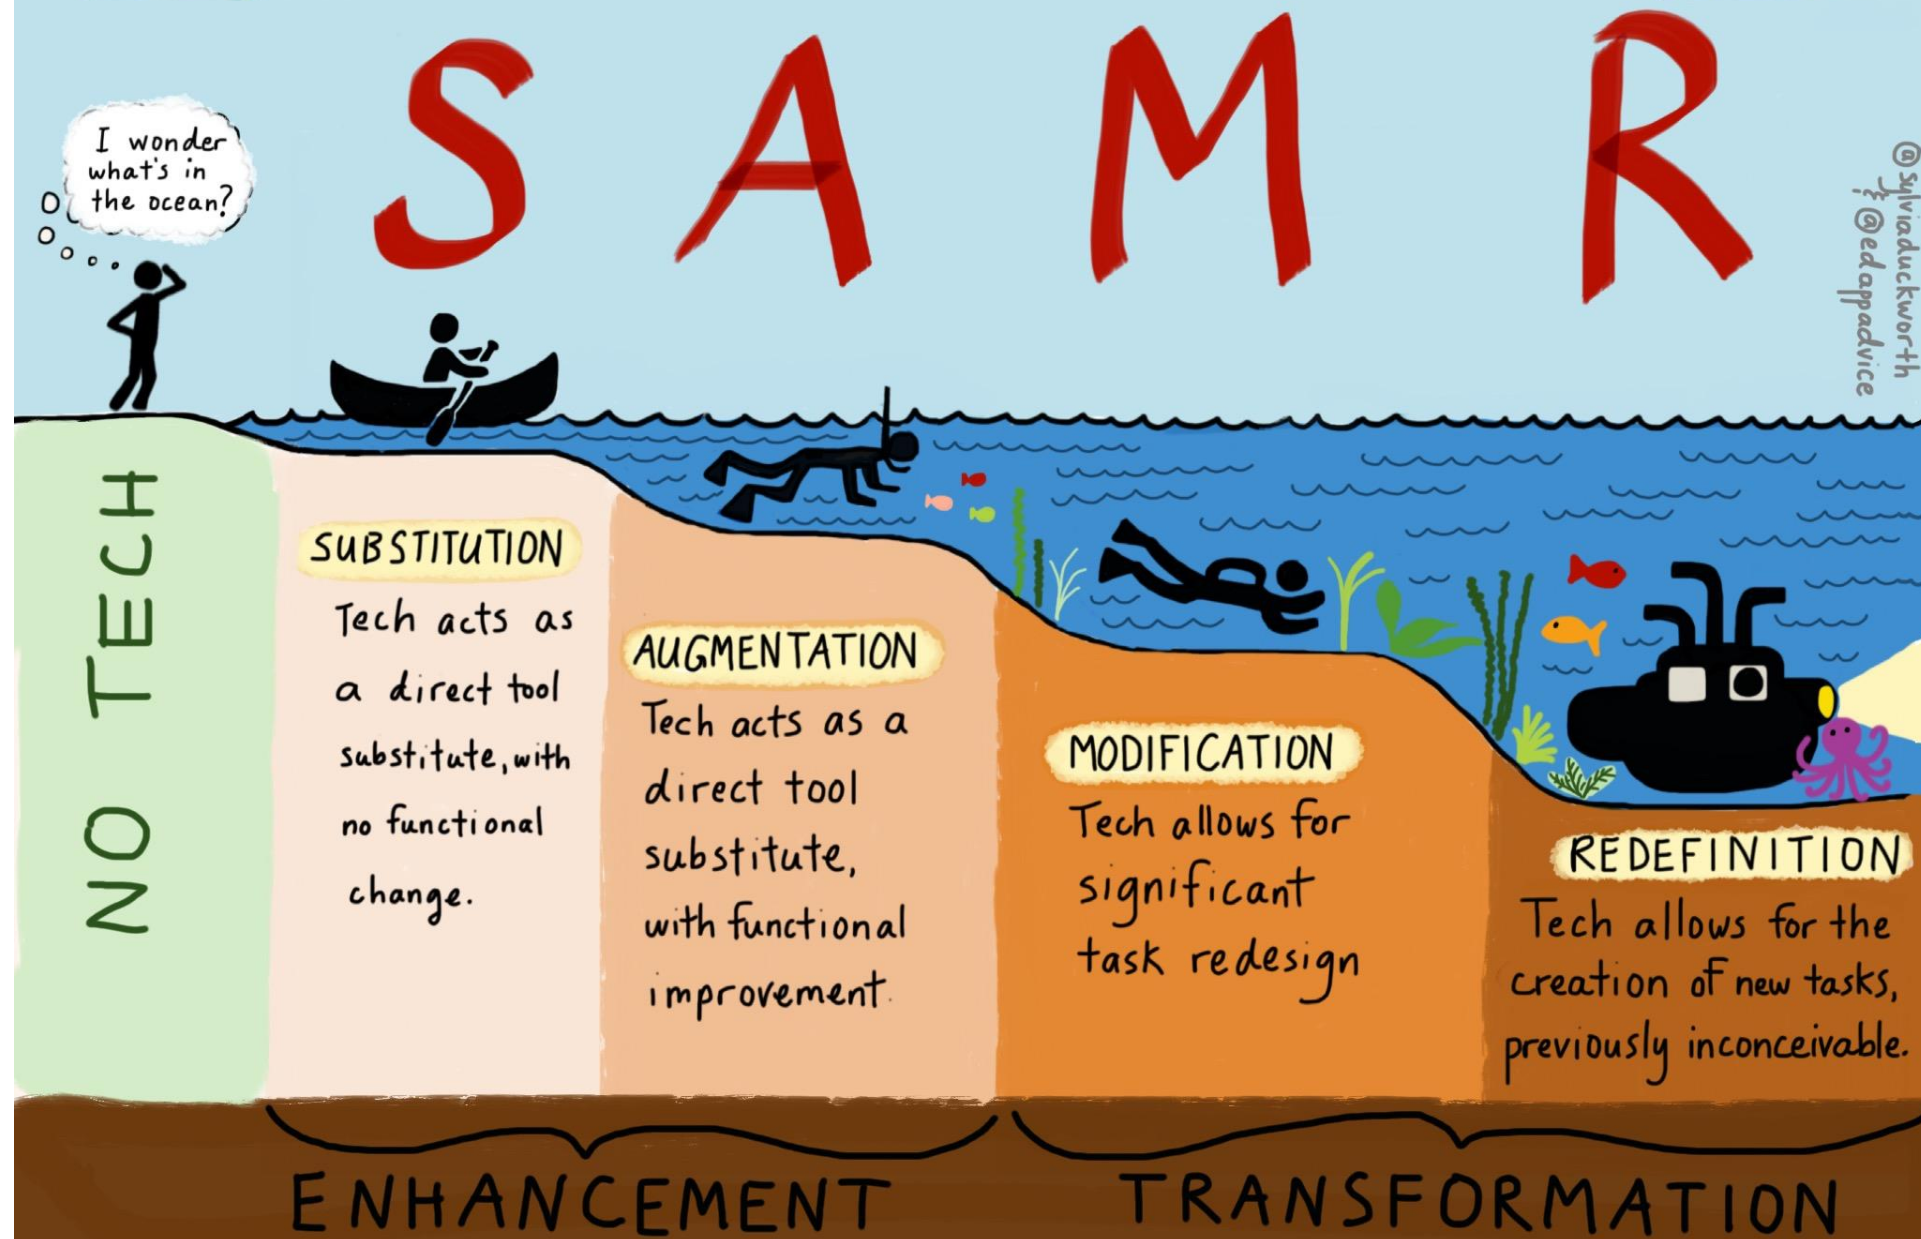 S A M R
I wonder
what's in
the ocean?
@sylviaduckworth
& @edappadvice
NO TECH
SUBSTITUTION
Tech acts as
a direct tool
substitute, with
no functional
change.
AUGMENTATION
Tech acts as a
direct tool
substitute,
with functional
improvement.
MODIFICATION
Tech allows for
significant
task redesign
REDEFINITION
Tech allows for the
creation of new tasks,
previously inconceivable.
ENHANCEMENT
TRANSFORMATION